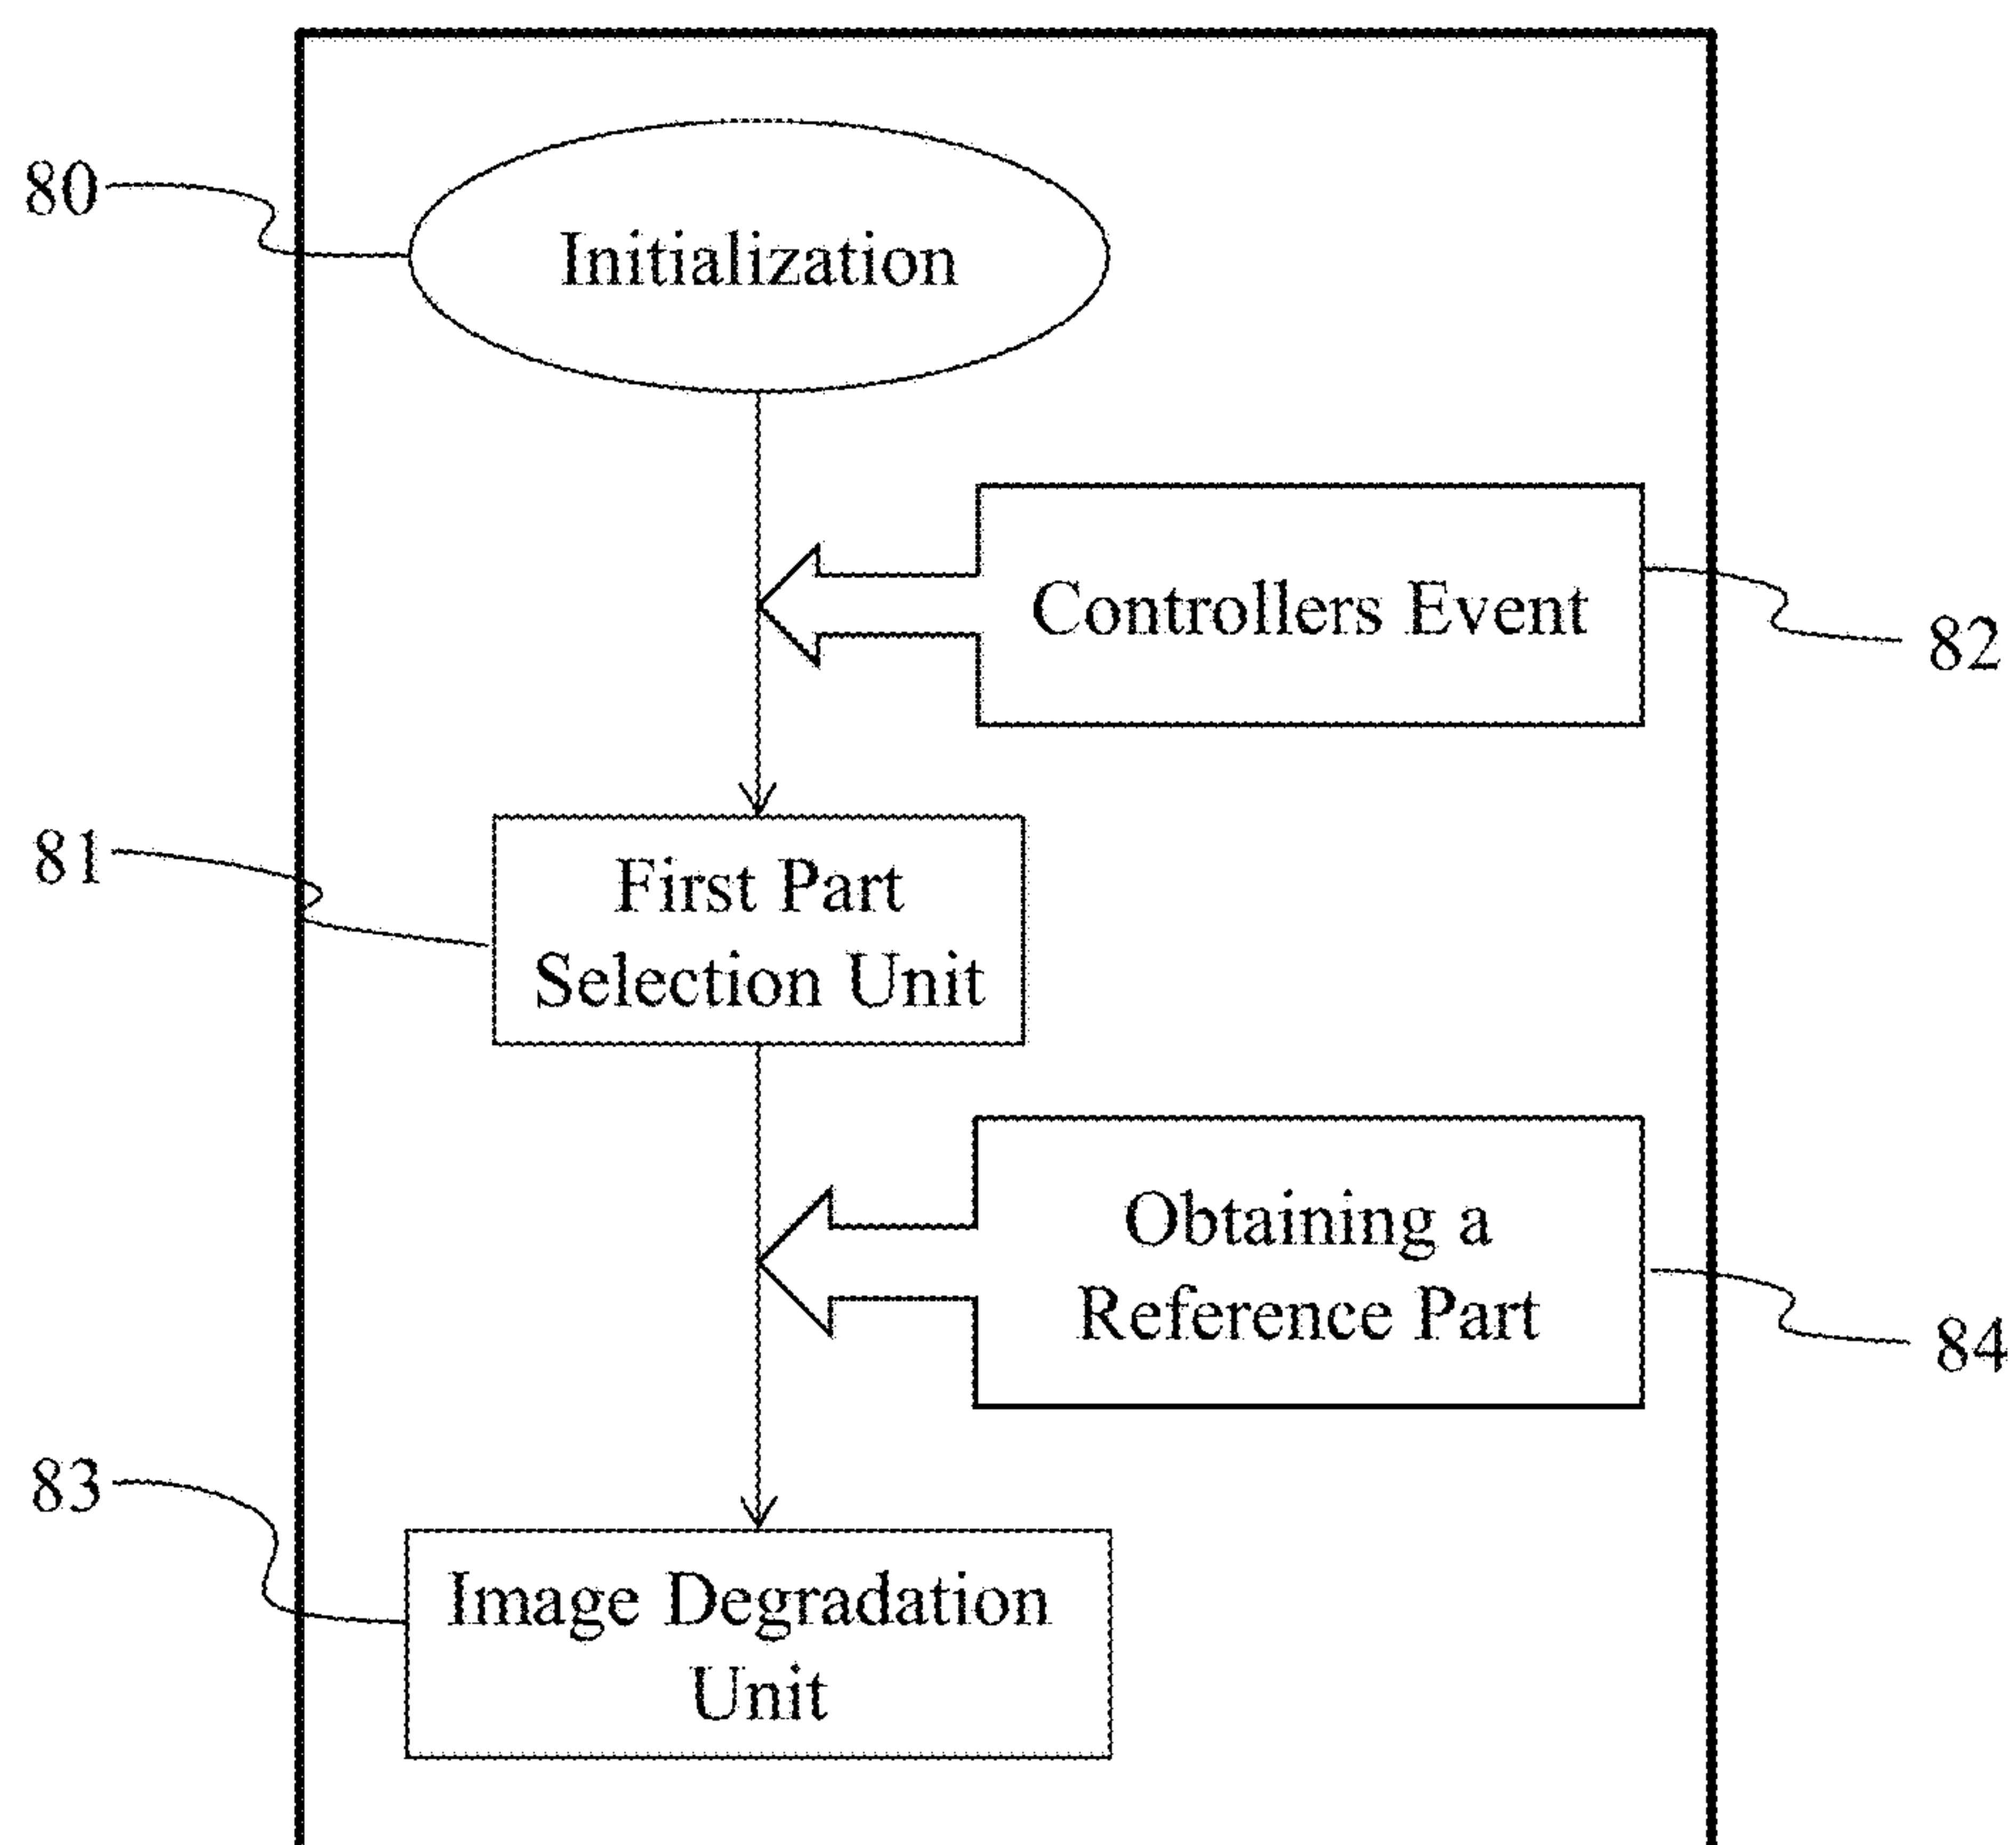 80
Initialization
Controllers Event
82
81
First Part
Selection Unit
Obtaining a
Reference Part
84
83
Image Degradation
Unit